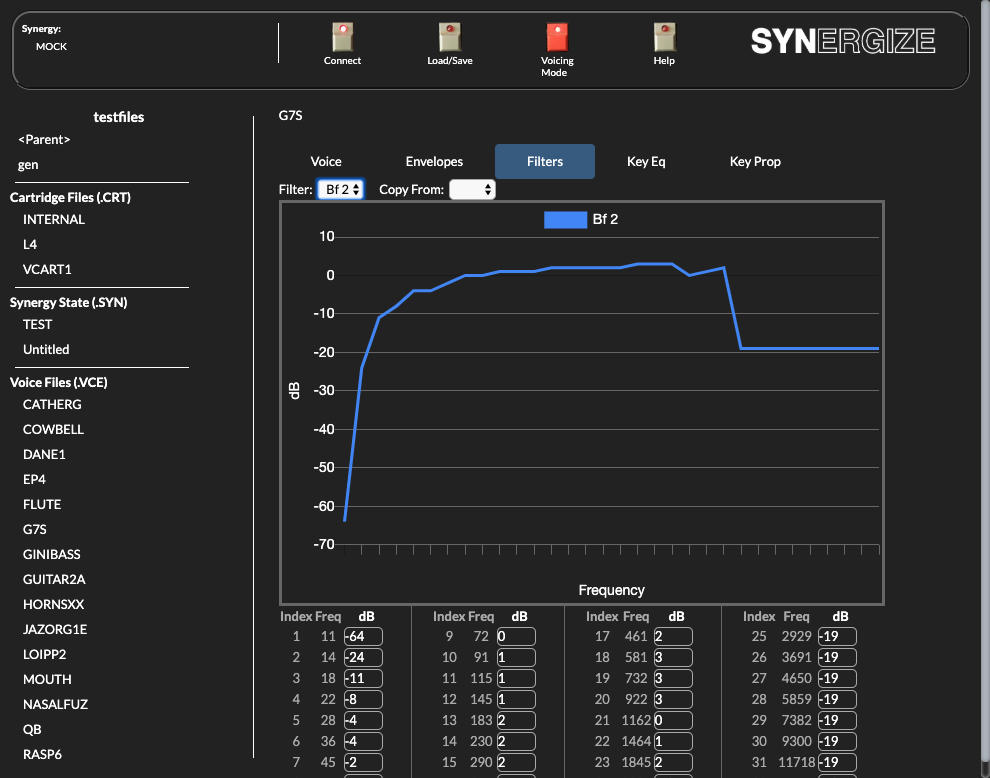 Synergy:
MOCK
Connect
Load/Save
Voicing
Mode
Help
SYNERGIZE
testfiles
<Parent>
gen
Cartridge Files (.CRT)
INTERNAL
L4
VCART1
Synergy State (.SYN)
TEST
Untitled
Voice Files (.VCE)
CATHERG
COWBELL
DANE1
EP4
FLUTE
G7S
GINIBASS
GUITAR2A
HORNSXX
JAZORG1E
LOIPP2
MOUTH
NASALFUZ
QB
RASP6
G7S
Voice Envelopes Filters Key Eq Key Prop
Filter: Bf 2 Copy From:
Bf 2
10
0
-10
-20
-30
-40
-50
-60
-70
dB
Frequency
Index Freq dB Index Freq dB Index Freq dB Index Freq dB
1 11 -64 9 72 0 17 461 2 25 2929 -19
2 14 -24 10 91 1 18 581 3 26 3691 -19
3 18 -11 11 115 1 19 732 3 27 4650 -19
4 22 -8 12 145 1 20 922 3 28 5859 -19
5 28 -4 13 183 2 21 1162 0 29 7382 -19
6 36 -4 14 230 2 22 1464 1 30 9300 -19
7 45 -2 15 290 2 23 1845 2 31 11718 -19